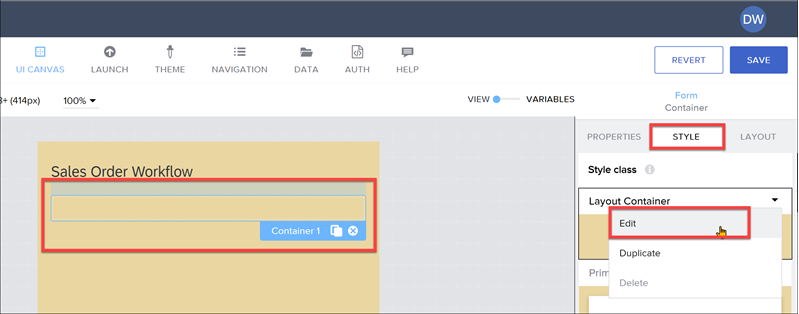 DW
UI CANVAS LAUNCH THEME NAVIGATION DATA AUTH HELP REVERT SAVE
3+ (414px) 100% VIEW VARIABLES Form
Container
PROPERTIES STYLE LAYOUT
Sales Order Workflow
Style class i
Layout Container
Edit
Container 1
Duplicate
Prim
Delete